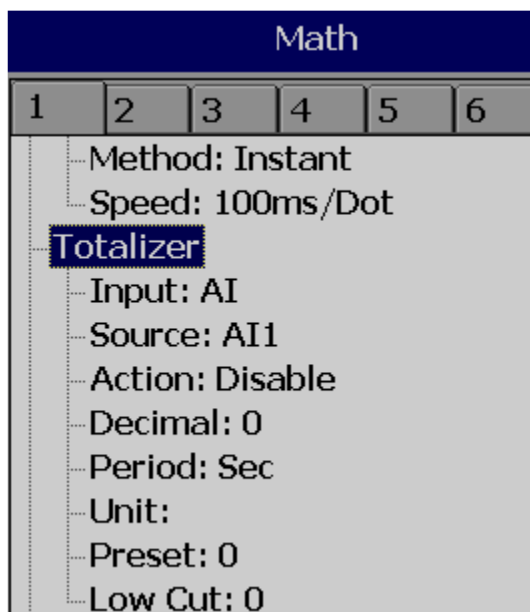 Math
1 2 3 4 5 6
Method: Instant
Speed: 100ms/Dot
Totalizer
Input: AI
Source: AI1
Action: Disable
Decimal: 0
Period: Sec
Unit:
Preset: 0
Low Cut: 0